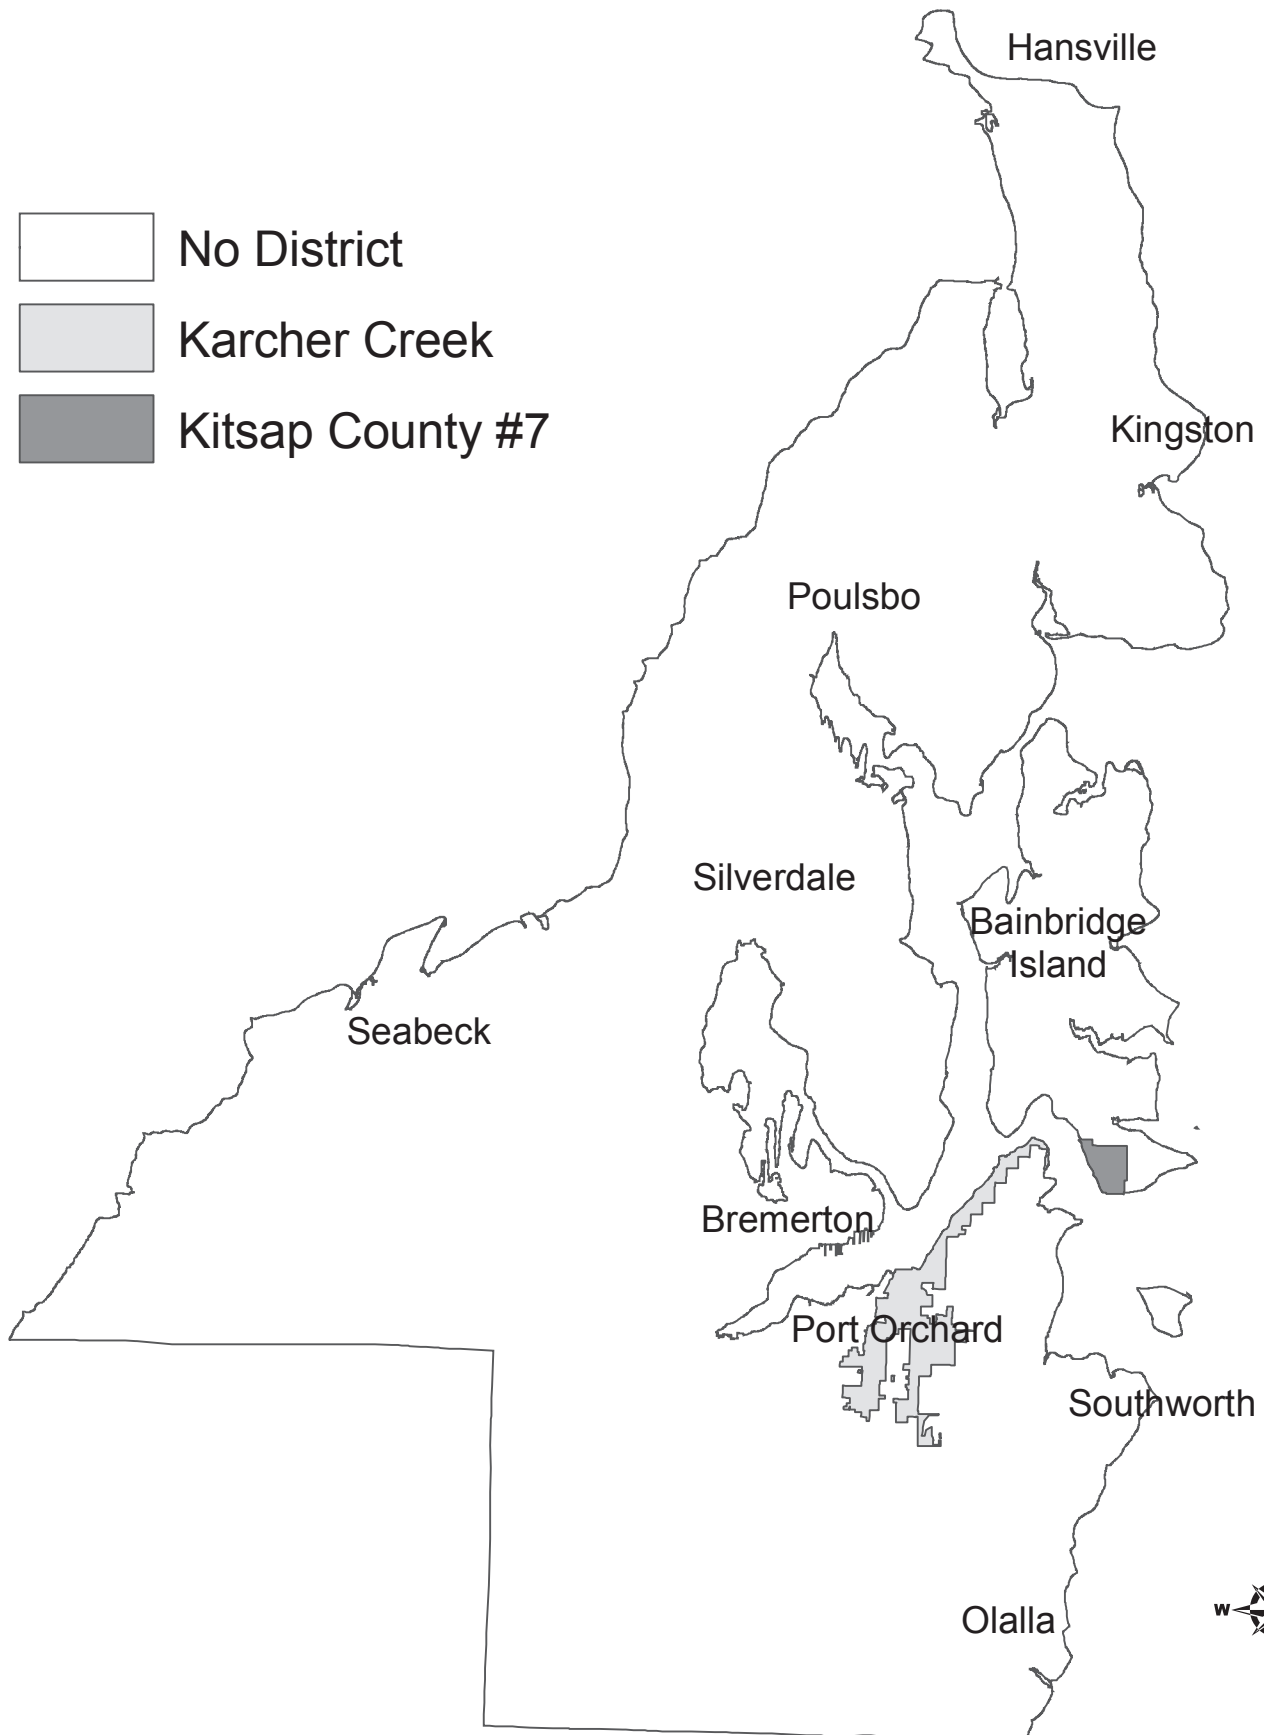 Hansville
No District
Karcher Creek
Kitsap County #7
Kingston
Poulsbo
Silverdale
Bainbridge
Island
Seabeck
Bremerton
Port Orchard
Southworth
Olalla
W